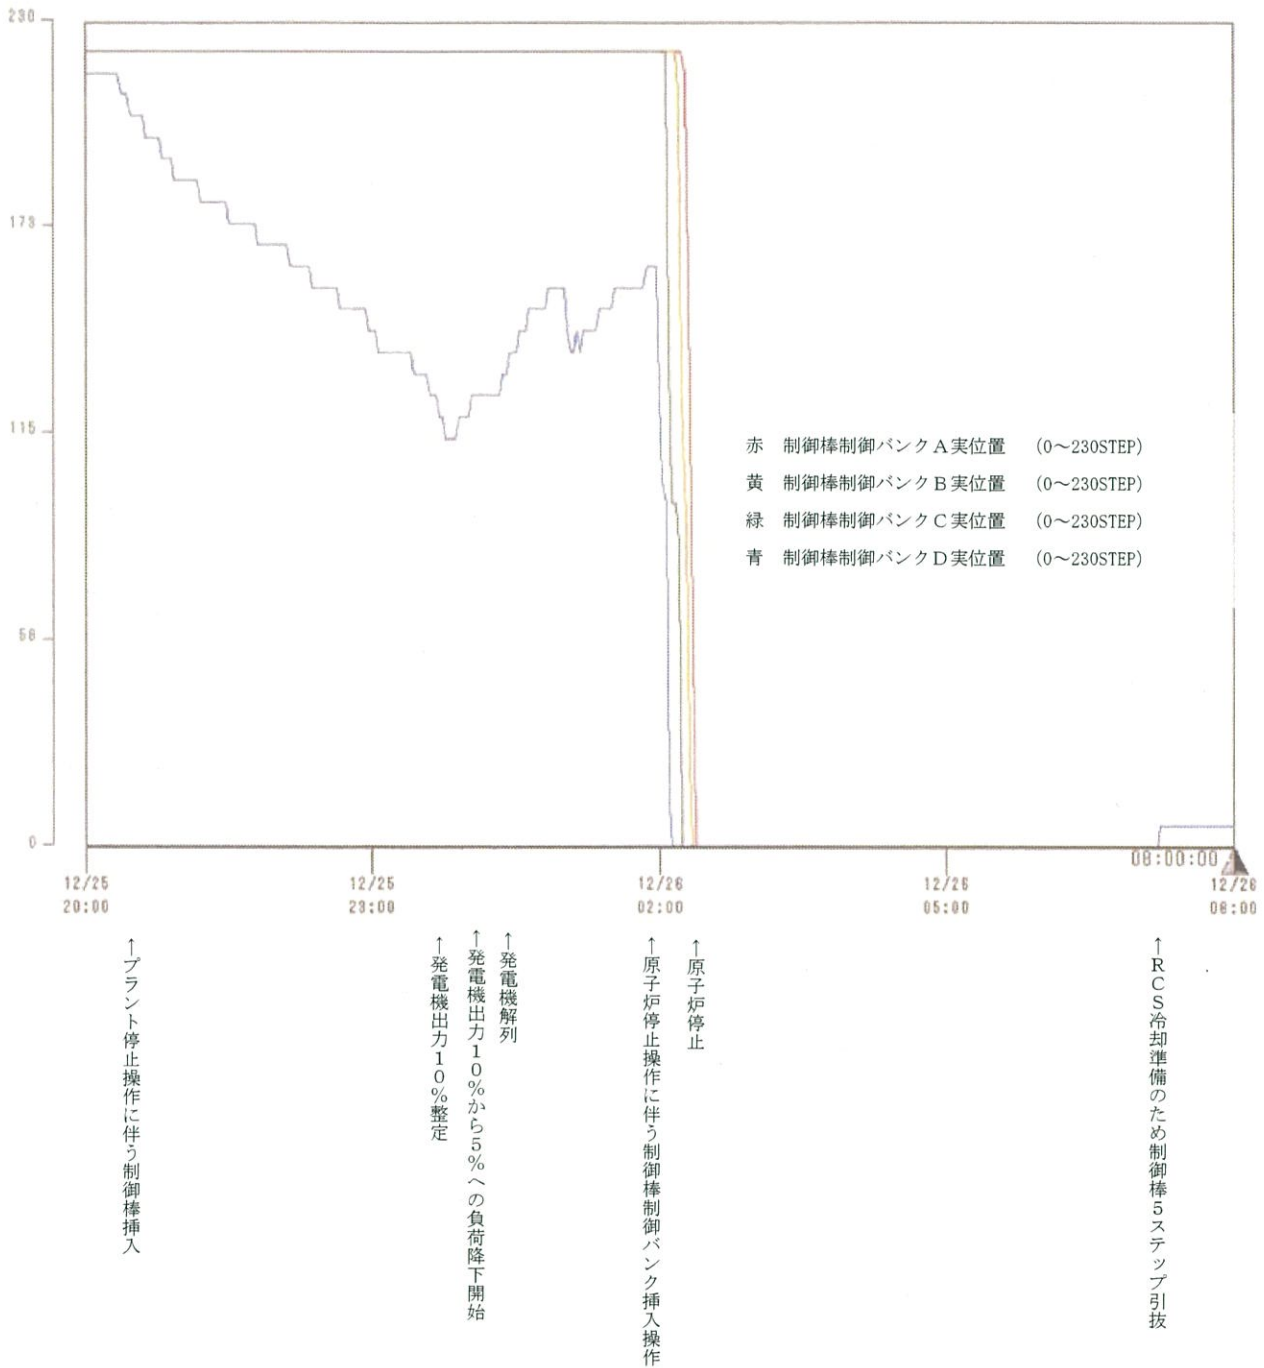 230
173
115
58
0
赤 制御棒制御バンクA実位置 (0～230STEP)
黄 制御棒制御バンクB実位置 (0～230STEP)
緑 制御棒制御バンクC実位置 (0～230STEP)
青 制御棒制御バンクD実位置 (0～230STEP)
08:00:00
12/25
20:00
12/25
23:00
12/26
02:00
12/26
05:00
12/26
08:00
←プラント停止操作に伴う制御棒挿入
←発電機出力10%整定
←発電機出力10%から5%への負荷降下開始
←発電機解列
←原子炉停止操作に伴う制御棒制御バンク挿入操作
←原子炉停止
←RCS冷却準備のため制御棒5ステップ引抜